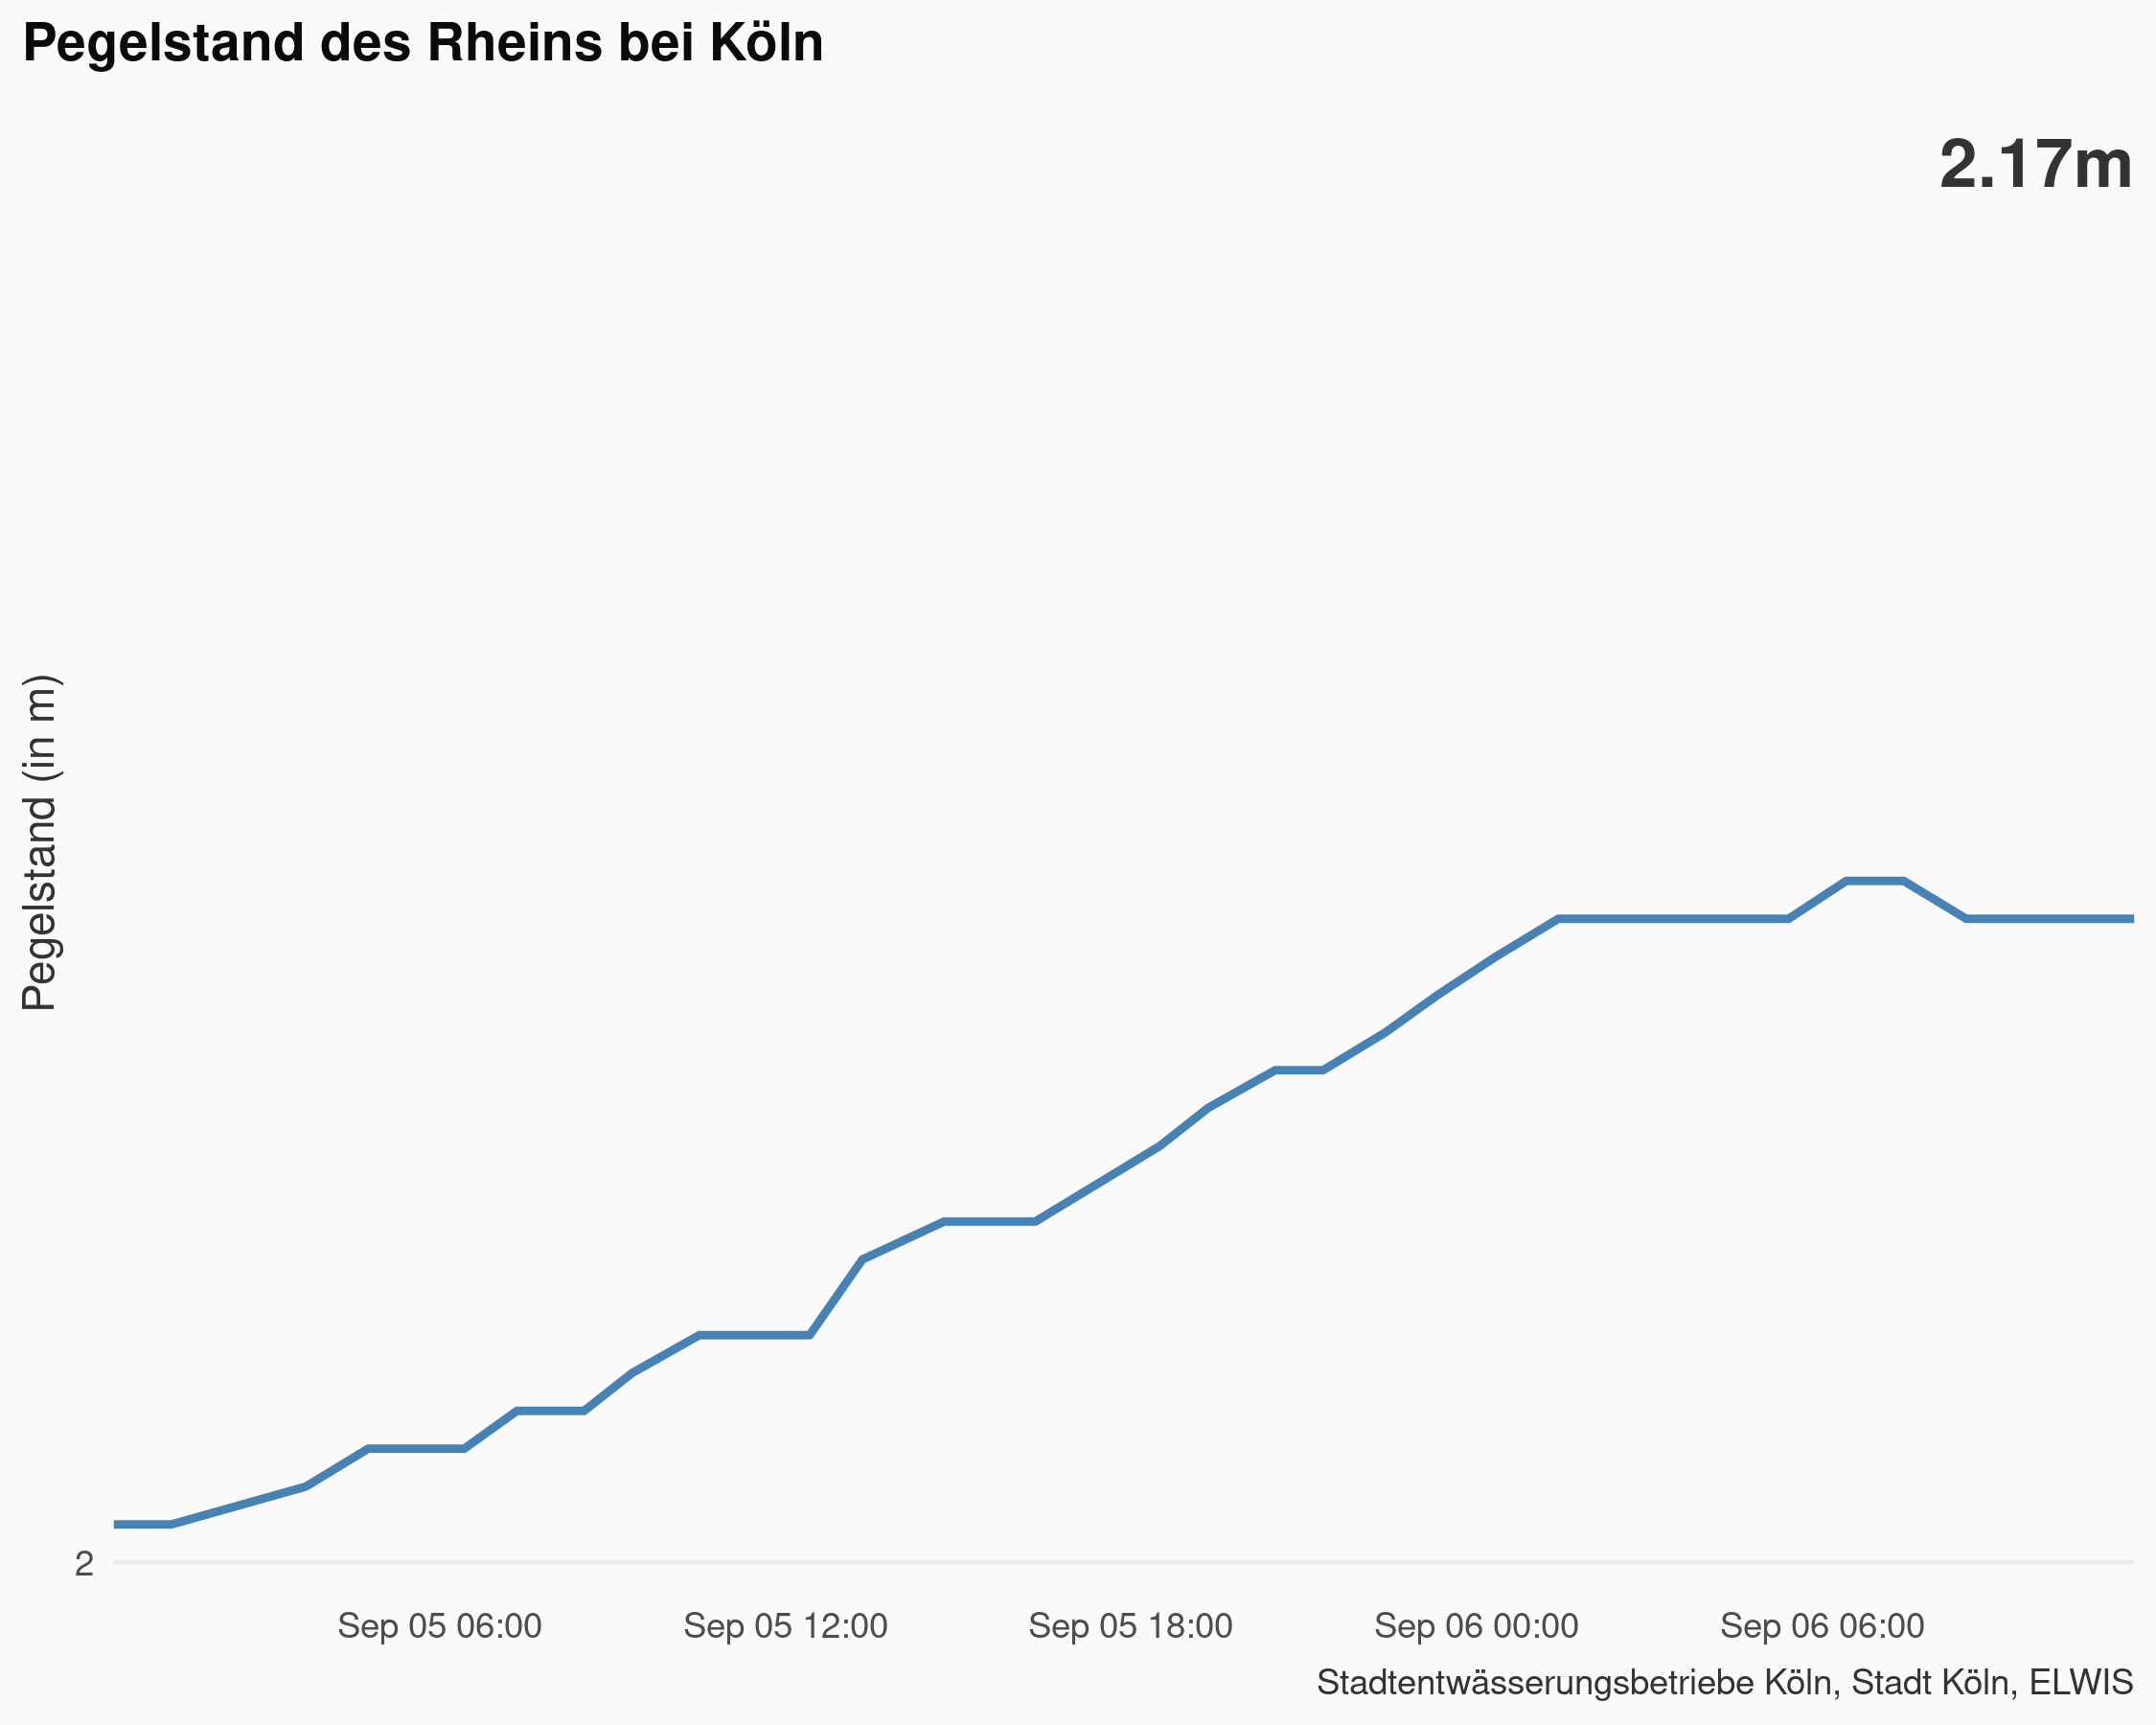 Pegelstand des Rheins bei Köln
2.17m
Pegelstand (in m)
2
Sep 05 06:00
Sep 05 12:00
Sep 05 18:00
Sep 06 00:00
Sep 06 06:00
Stadtentwässerungsbetriebe Köln, Stadt Köln, ELWIS